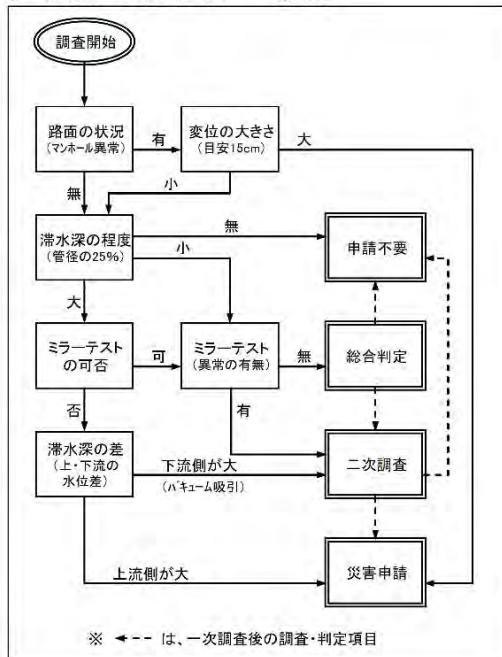 調査開始
路面の状況
(マンホール異常)
有
変位の大きさ
(目安15cm)
大
無
小
滞水深の程度
(管径の25%)
無
申請不要
小
大
ミラーテスト
の可否
可
ミラーテスト
(異常の有無)
無
総合判定
否
有
滞水深の差
(上・下流の
水位差)
下流側が大
(バキューム吸引)
二次調査
上流側が大
災害申請
※ ◀--- は、一次調査後の調査・判定項目